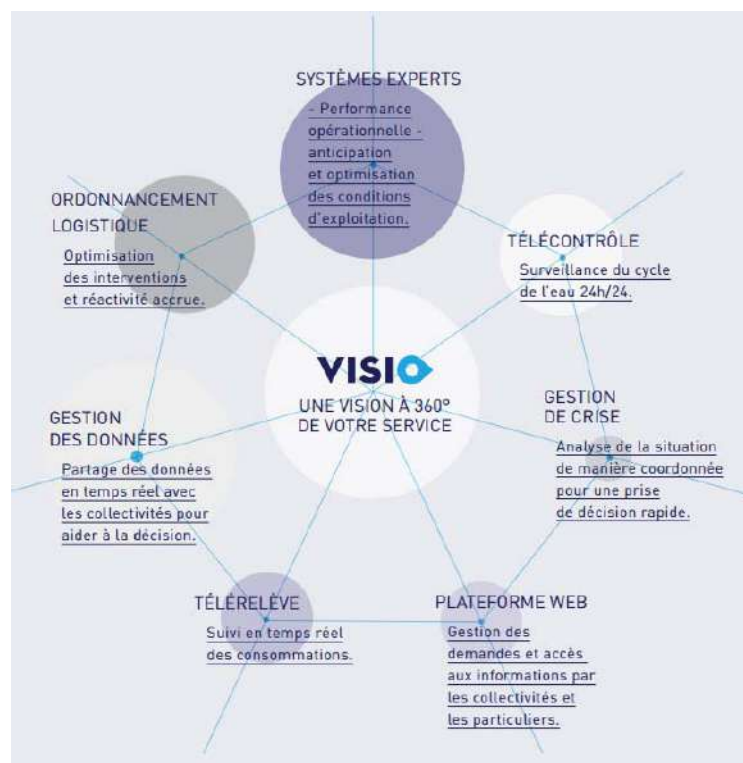 SYSTÈMES EXPERTS
- Performance
opérationnelle -
anticipation
et optimisation
des conditions
d'exploitation.
ORDONNANCEMENT
LOGISTIQUE
Optimisation
des interventions
et réactivité accrue.
TÉLÉCONTRÔLE
Surveillance du cycle
de l'eau 24h/24.
VISIO
UNE VISION À 360°
DE VOTRE SERVICE
GESTION
DE CRISE
Analyse de la situation
de manière coordonnée
pour une prise
de décision rapide.
GESTION
DES DONNÉES
Partage des données
en temps réel avec
les collectivités pour
aider à la décision.
TÉLÉRELÈVE
Suivi en temps réel
des consommations.
PLATEFORME WEB
Gestion des
demandes et accès
aux informations par
les collectivités et
les particuliers.